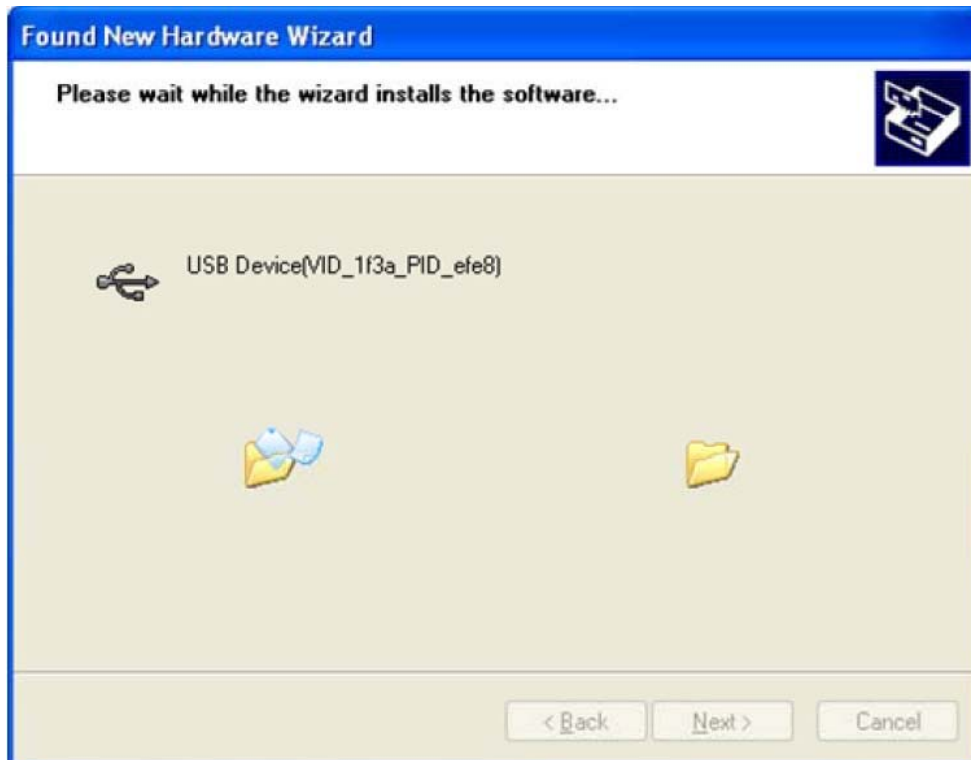 Found New Hardware Wizard
Please wait while the wizard installs the software...
USB Device(VID_1f3a_PID_efe8)
< Back
Next >
Cancel